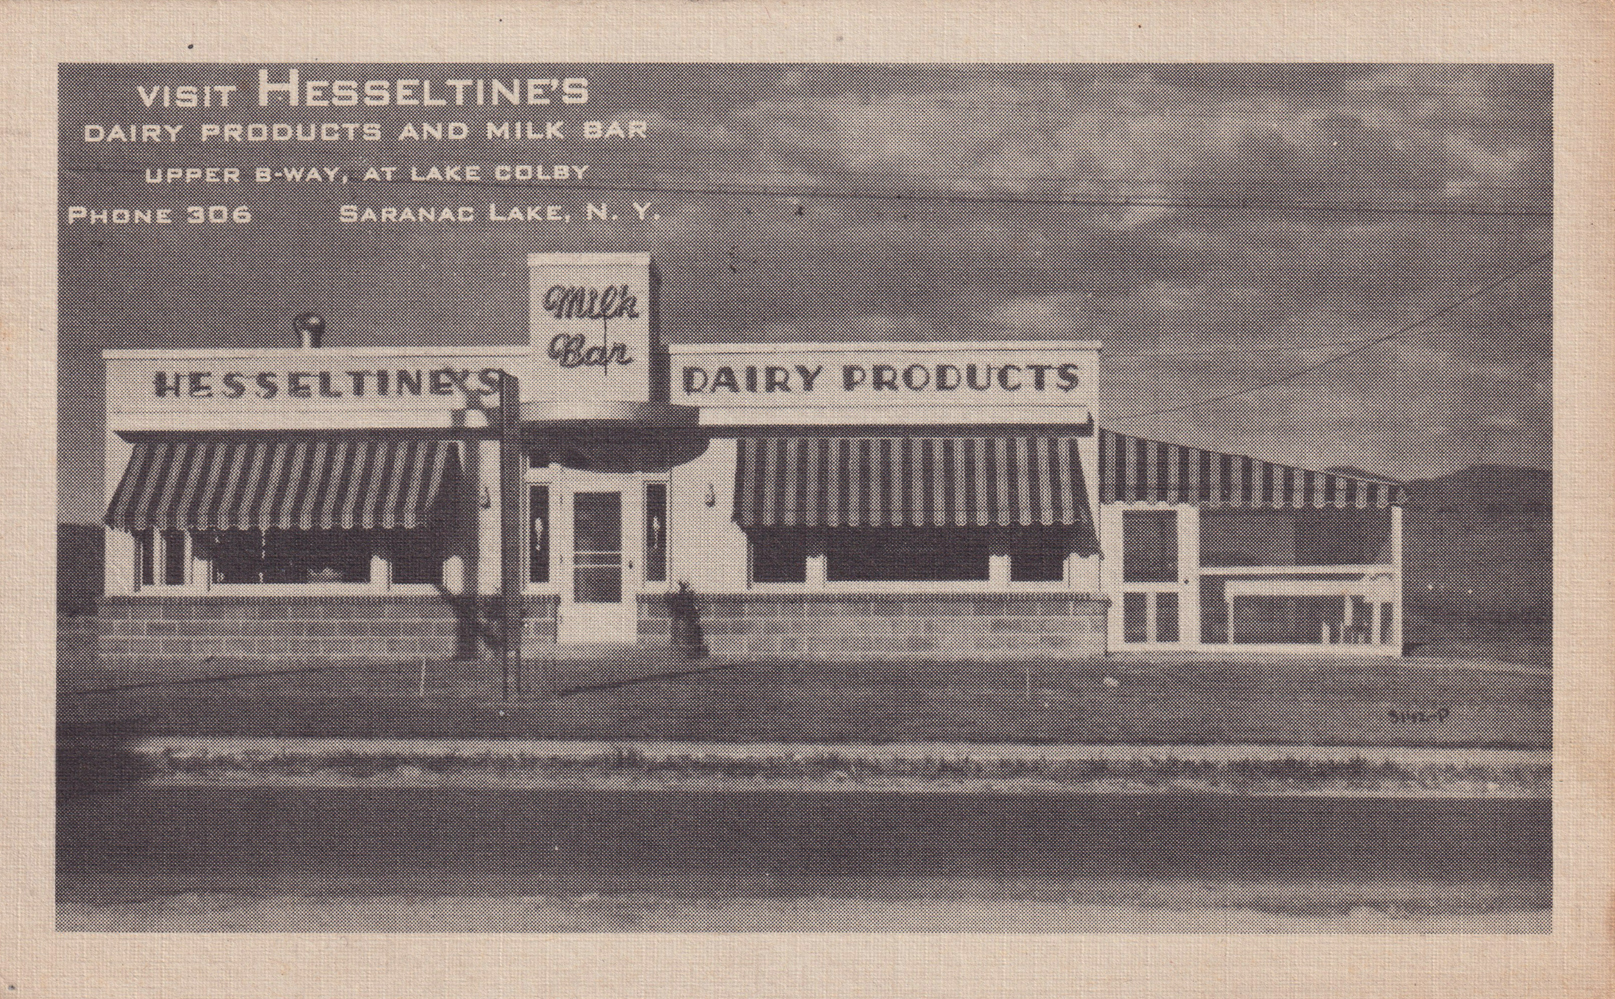 VISIT HESSELTINE'S
DAIRY PRODUCTS AND MILK BAR
UPPER B-WAY, AT LAKE COLBY
PHONE 306 SARANAC LAKE, N. Y.
Milk
Bar
HESSELTINE'S DAIRY PRODUCTS